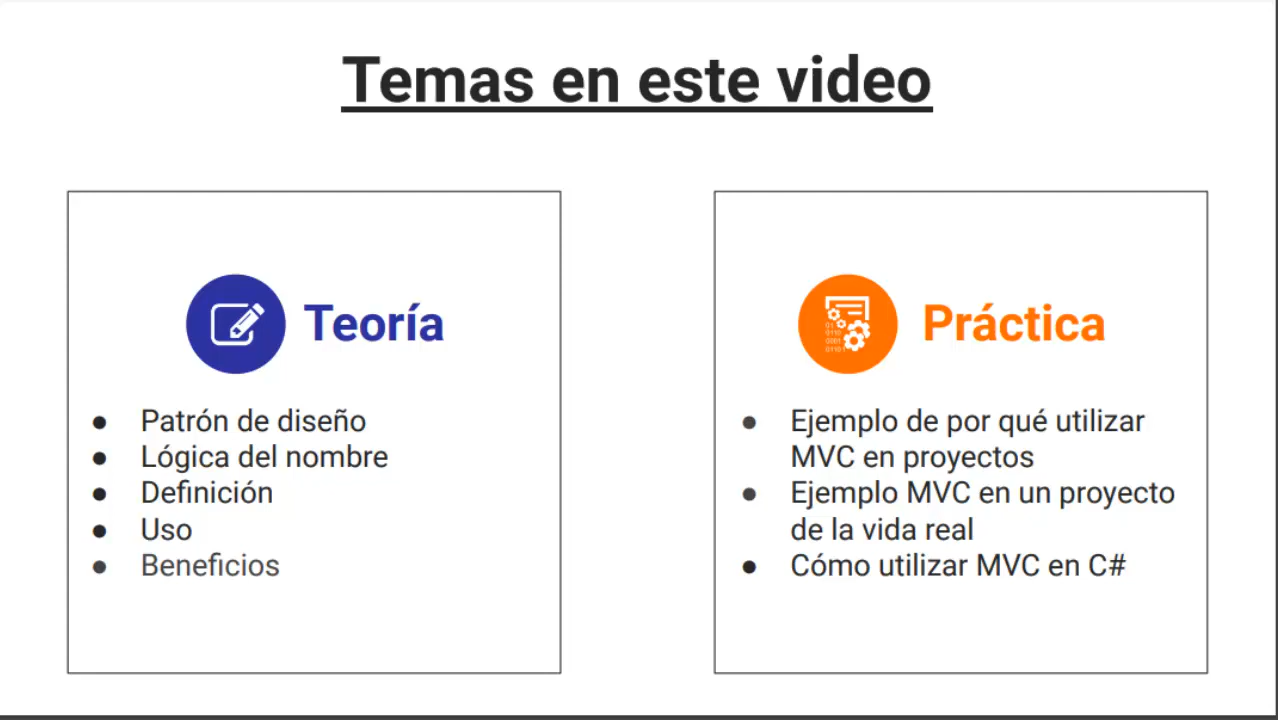 Temas en este video
Teoría
● Patrón de diseño
● Lógica del nombre
● Definición
● Uso
● Beneficios
Práctica
● Ejemplo de por qué utilizar
MVC en proyectos
● Ejemplo MVC en un proyecto
de la vida real
● Cómo utilizar MVC en C#